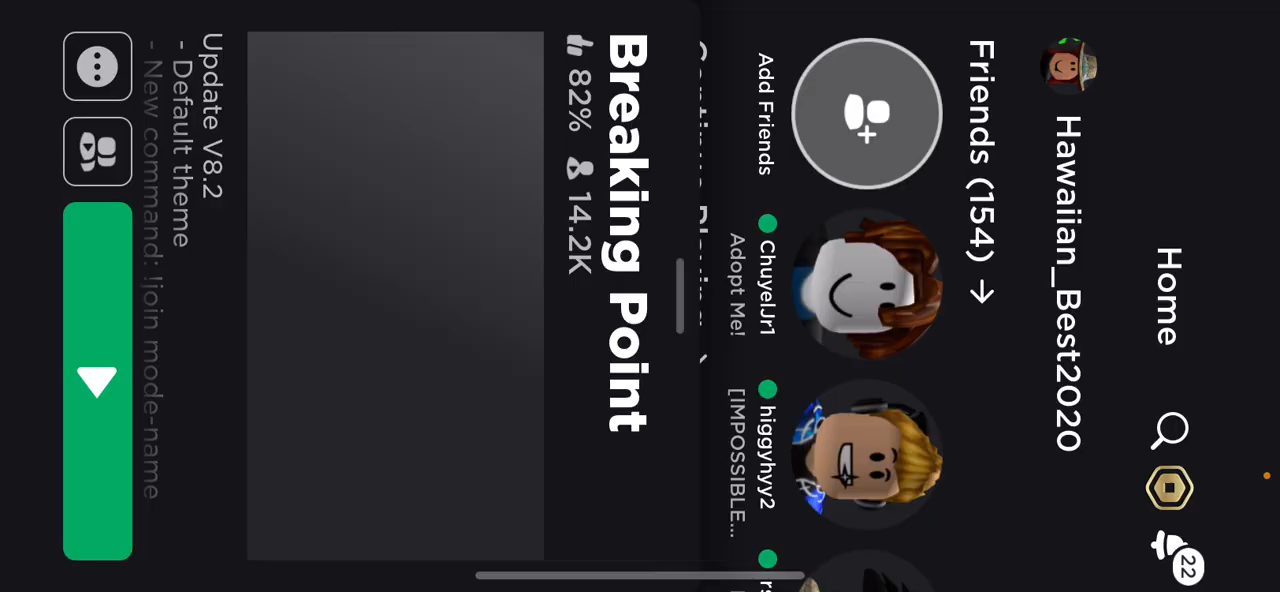 Home
22
Hawaiian_Best2020
Friends (154) →
Add Friends
ChuyelJr1
Adopt Me!
higgyhyy2
[IMPOSSIBLE...
Breaking Point
82% 14.2K
Update V8.2
- Default theme
- New command: !join mode-name